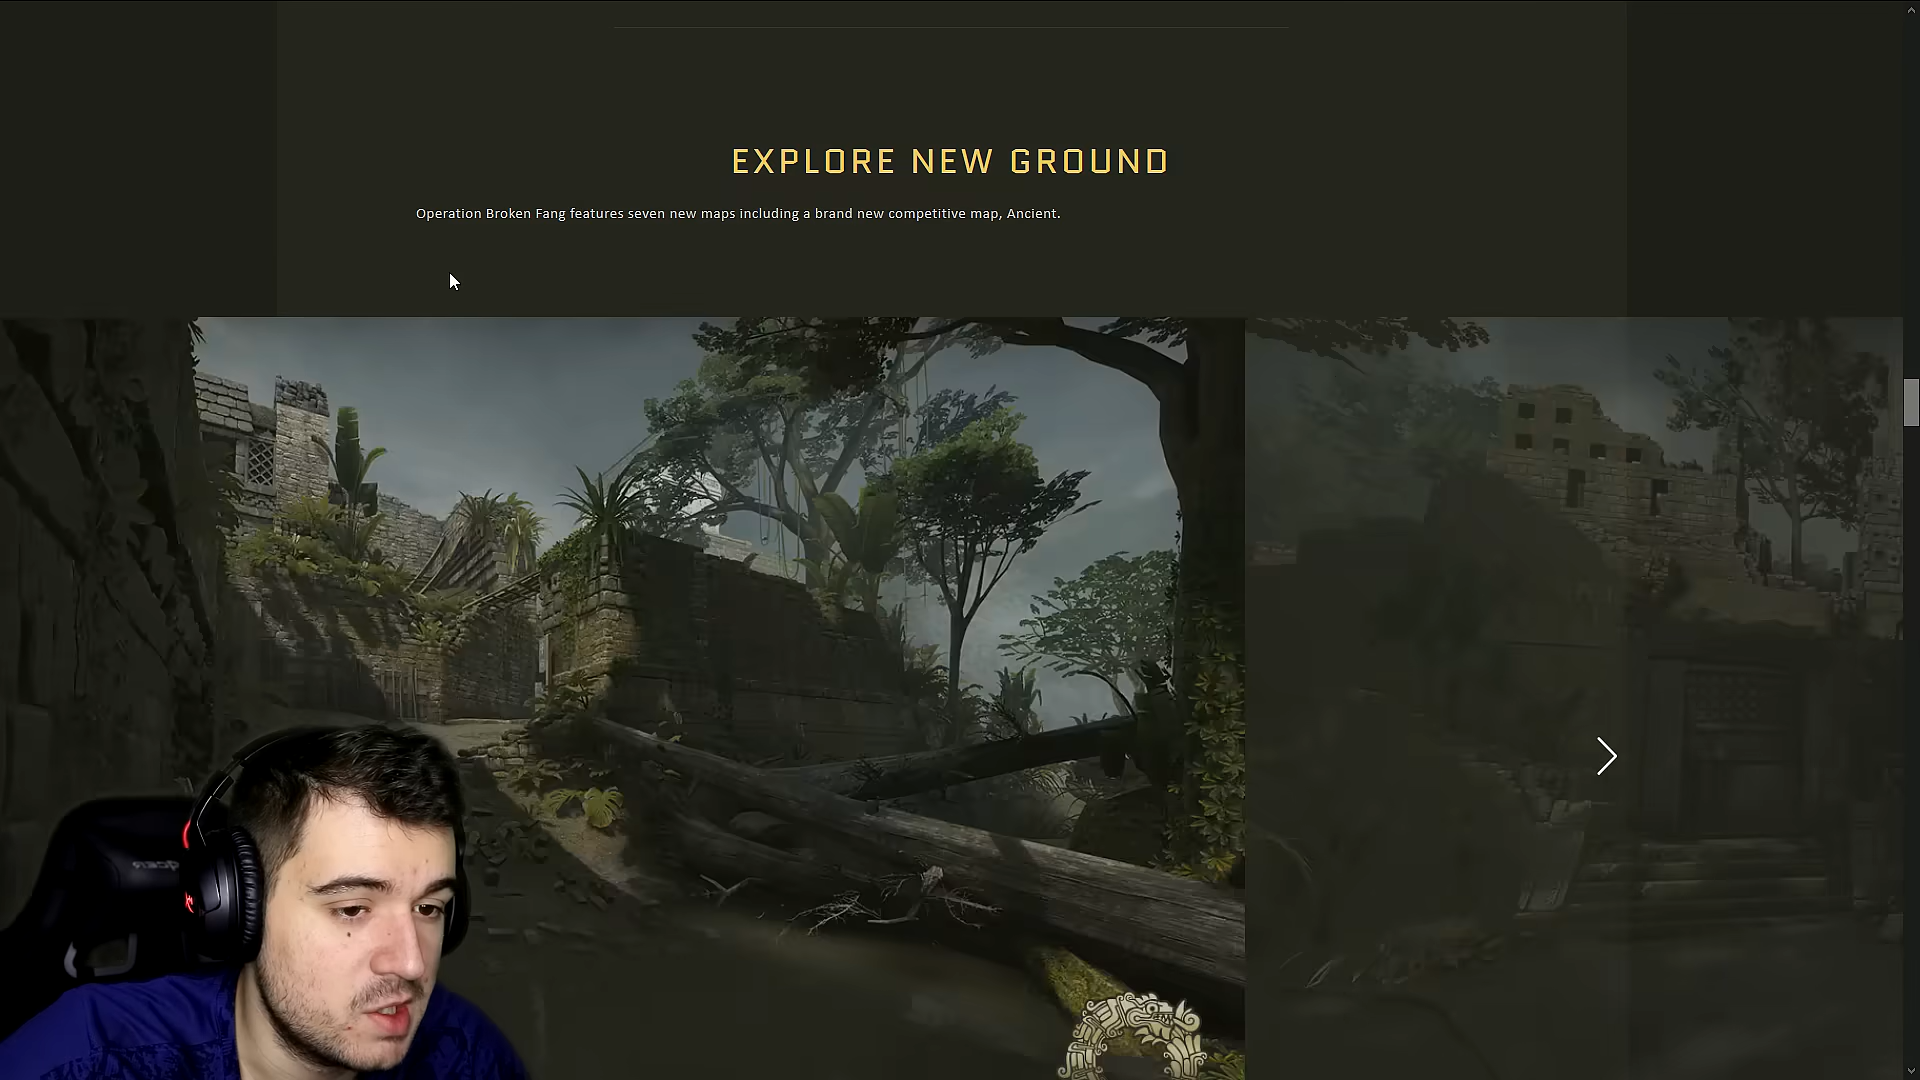 EXPLORE NEW GROUND
Operation Broken Fang features seven new maps including a brand new competitive map, Ancient.